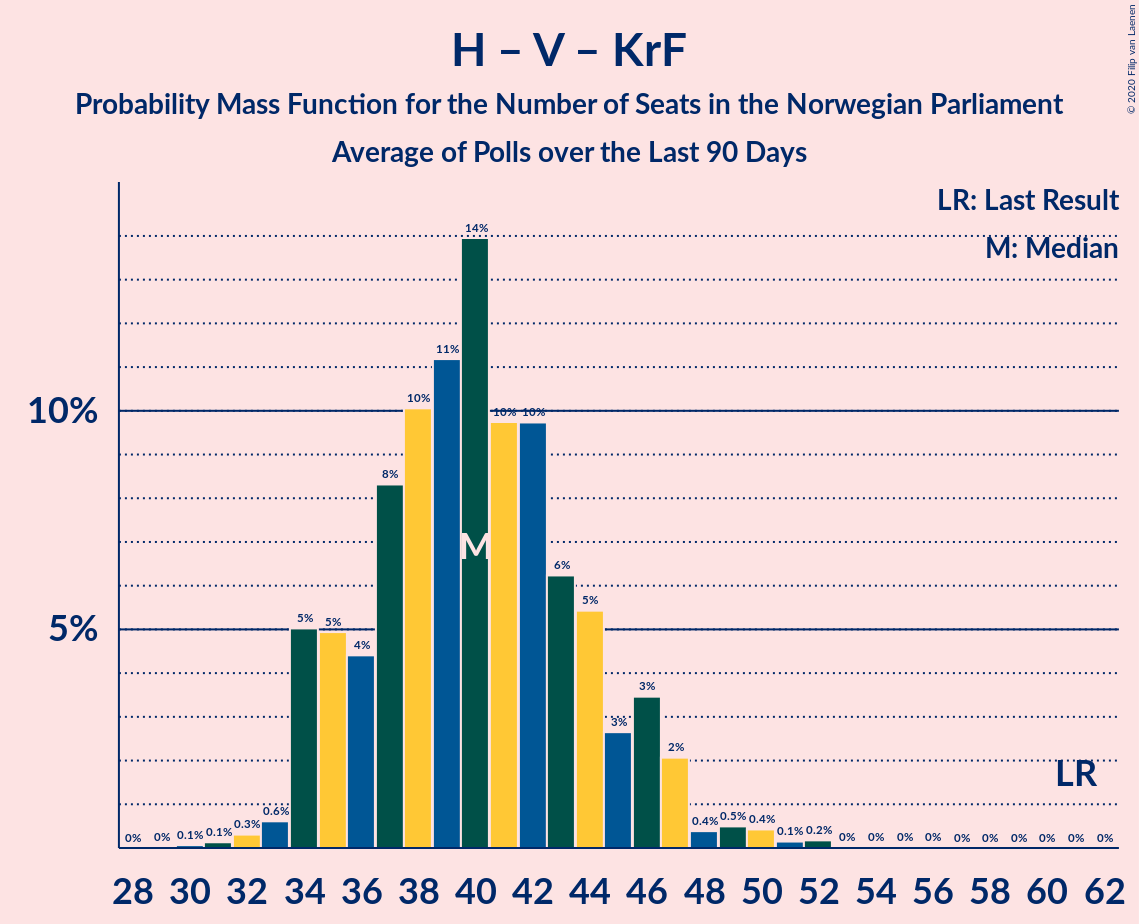 H – V – KrF
Probability Mass Function for the Number of Seats in the Norwegian Parliament
Average of Polls over the Last 90 Days
© 2020 Filip van Laenen
LR: Last Result
M: Median
10%
5%
0% 0% 0.1% 0.1% 0.3% 0.6% 5% 5% 4% 8% 10% 11% 14% 10% 10% 6% 5% 3% 3% 2% 0.4% 0.5% 0.4% 0.1% 0.2% 0% 0% 0% 0% 0% 0% 0% 0% 0% 0%
M
LR
28 30 32 34 36 38 40 42 44 46 48 50 52 54 56 58 60 62